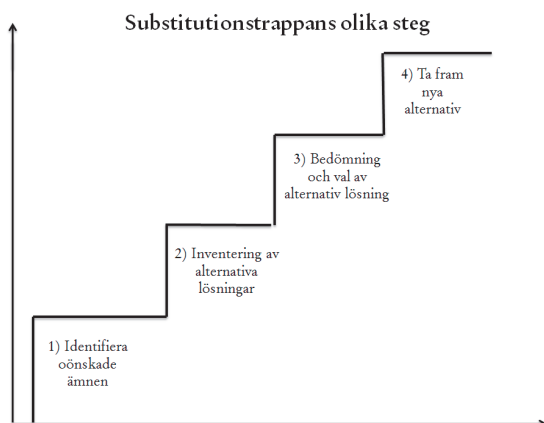 Substitutionstrappans olika steg
4) Ta fram
nya
alternativ
3) Bedömning
och val av
alternativ lösning
2) Inventering av
alternativa
lösningar
1) Identifiera
oönskade
ämnen